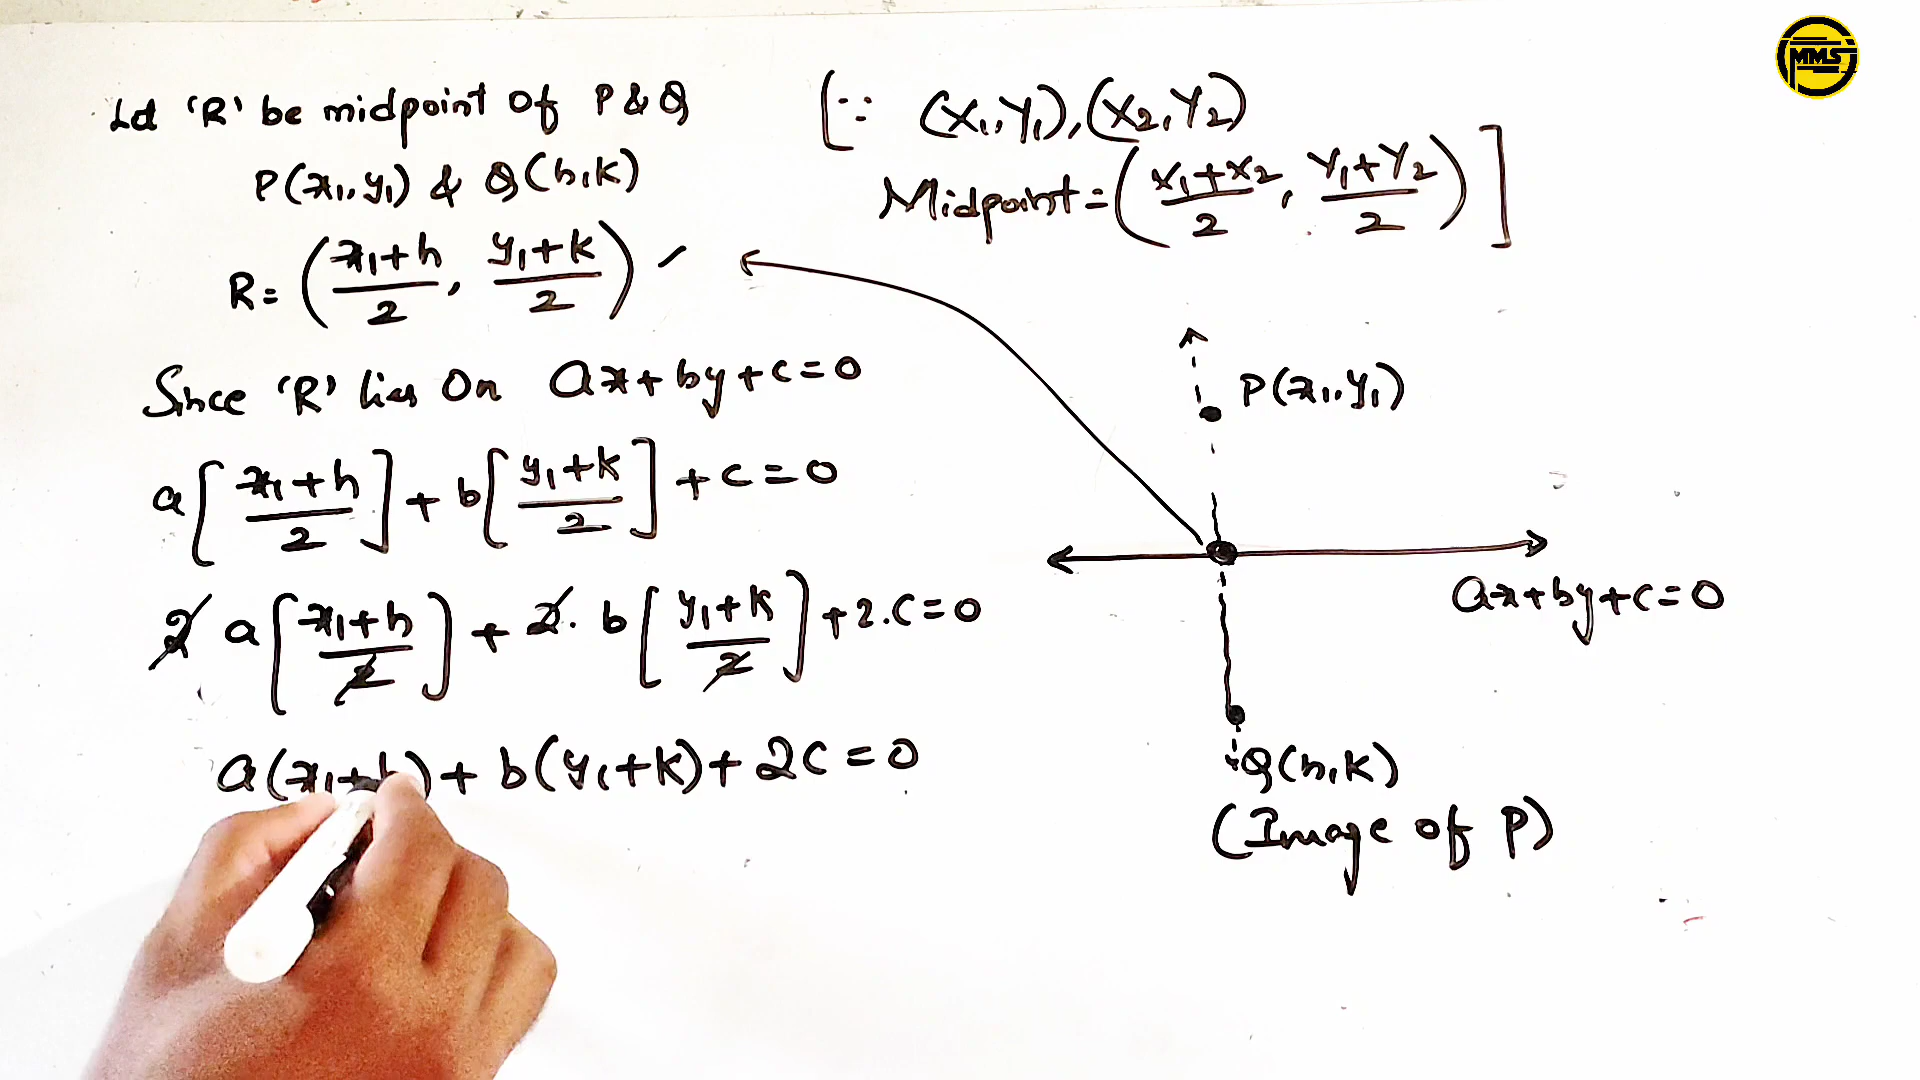 Let 'R' be midpoint of P & Q
P(x₁,y₁) & Q(h,k)
R = ((x₁+h)/2, (y₁+k)/2)
Since 'R' lies On ax+by+c=0
a[(x₁+h)/2] + b[(y₁+k)/2] + c = 0
2 a[(x₁+h)/2] + 2. b[(y₁+k)/2] + 2.c = 0
a(x₁+h) + b(y₁+k) + 2c = 0
[∵ (x₁,y₁),(x₂,y₂)
Midpoint = ((x₁+x₂)/2, (y₁+y₂)/2)]
P(x₁,y₁)
ax+by+c=0
Q(h,k)
(Image of P)
MMS